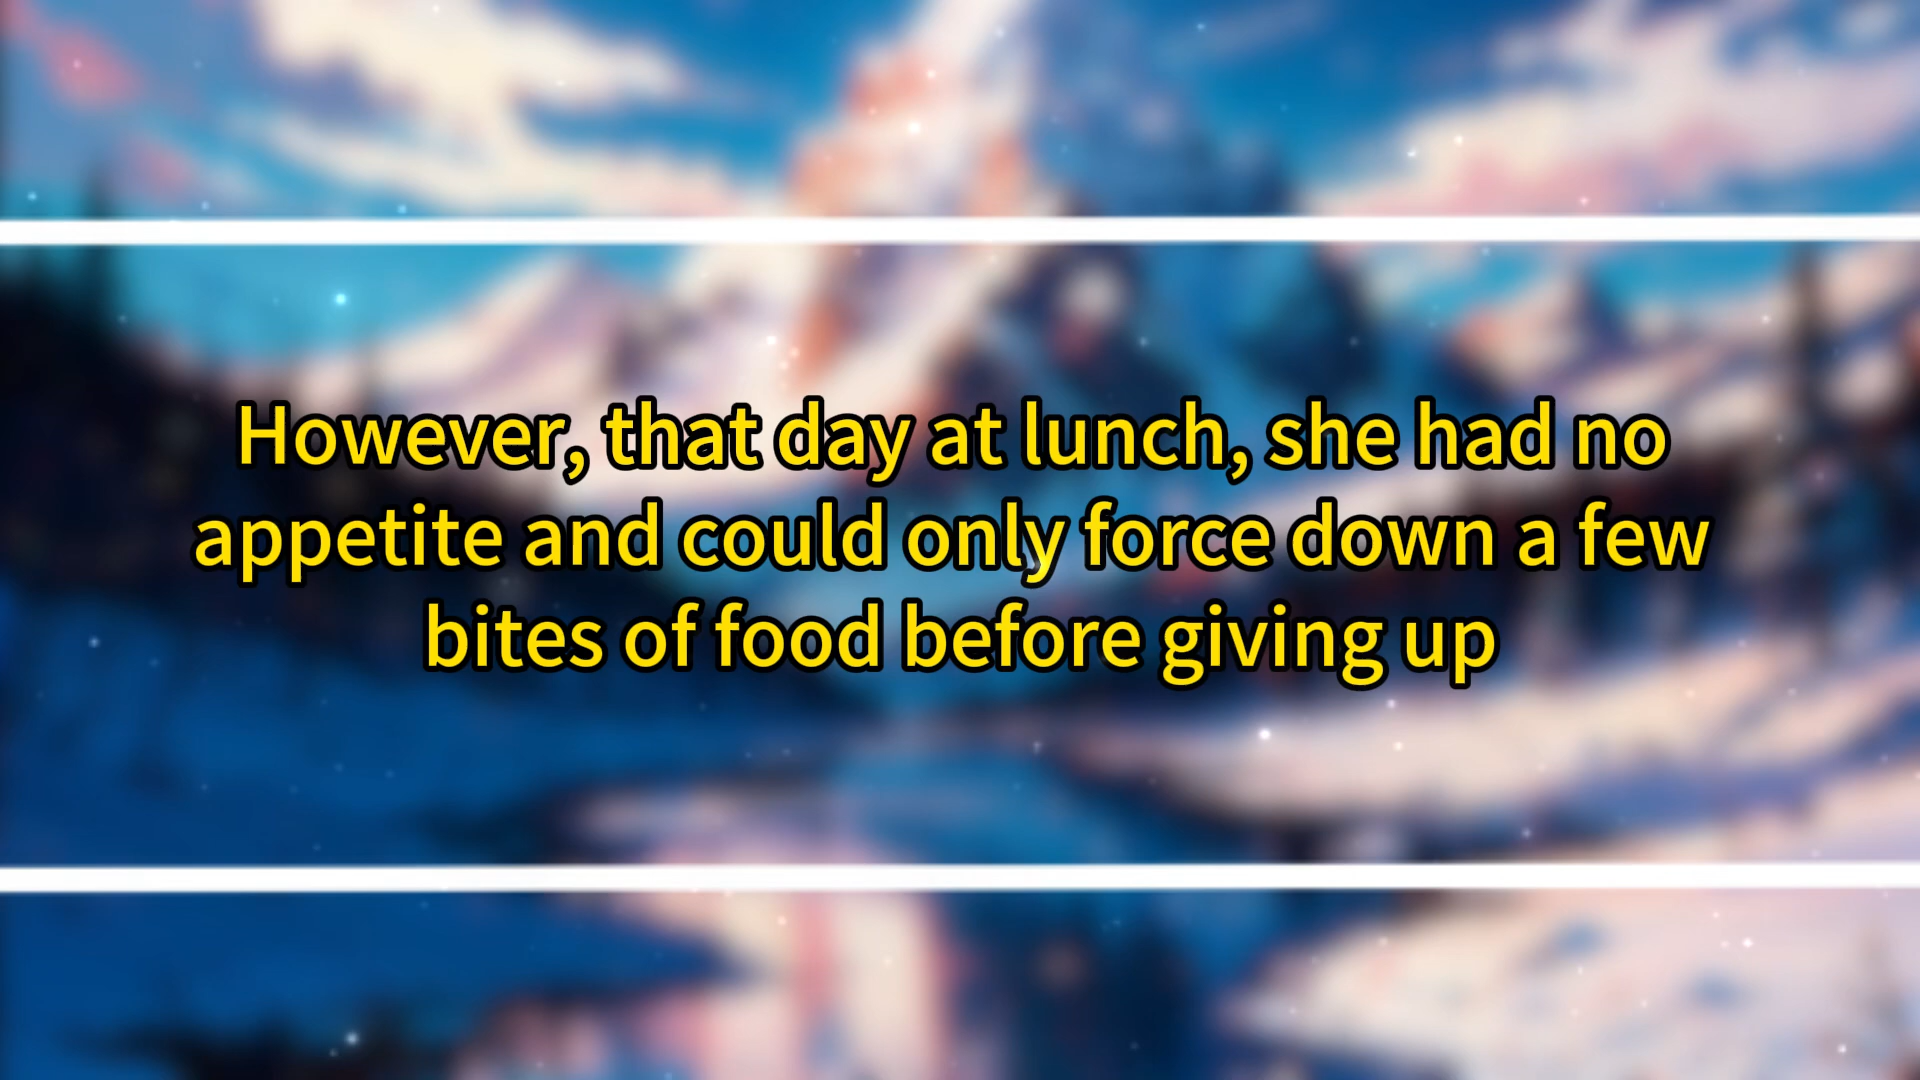 However, that day at lunch, she had no
appetite and could only force down a few
bites of food before giving up